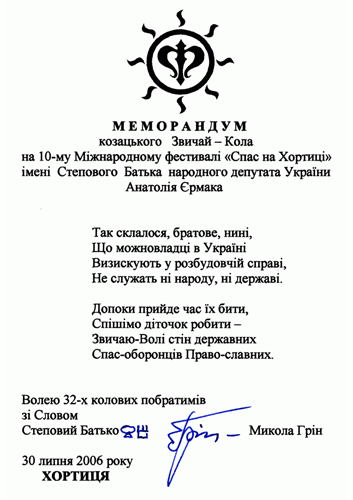 МЕМОРАНДУМ
козацького Звичай – Кола
на 10-му Міжнародному фестивалі «Спас на Хортиці»
імені Степового Батька народного депутата України
Анатолія Єрмака
Так склалося, братове, нині,
Що можновладці в Україні
Визискують у розбудовчій справі,
Не служать ні народу, ні державі.
Допоки прийде час їх бити,
Спішімо діточок робити –
Звичаю-Волі стін державних
Спас-оборонців Право-славних.
Волею 32-х колових побратимів
зі Словом
Степовий Батько Грін – Микола Грін
30 липня 2006 року
ХОРТИЦЯ